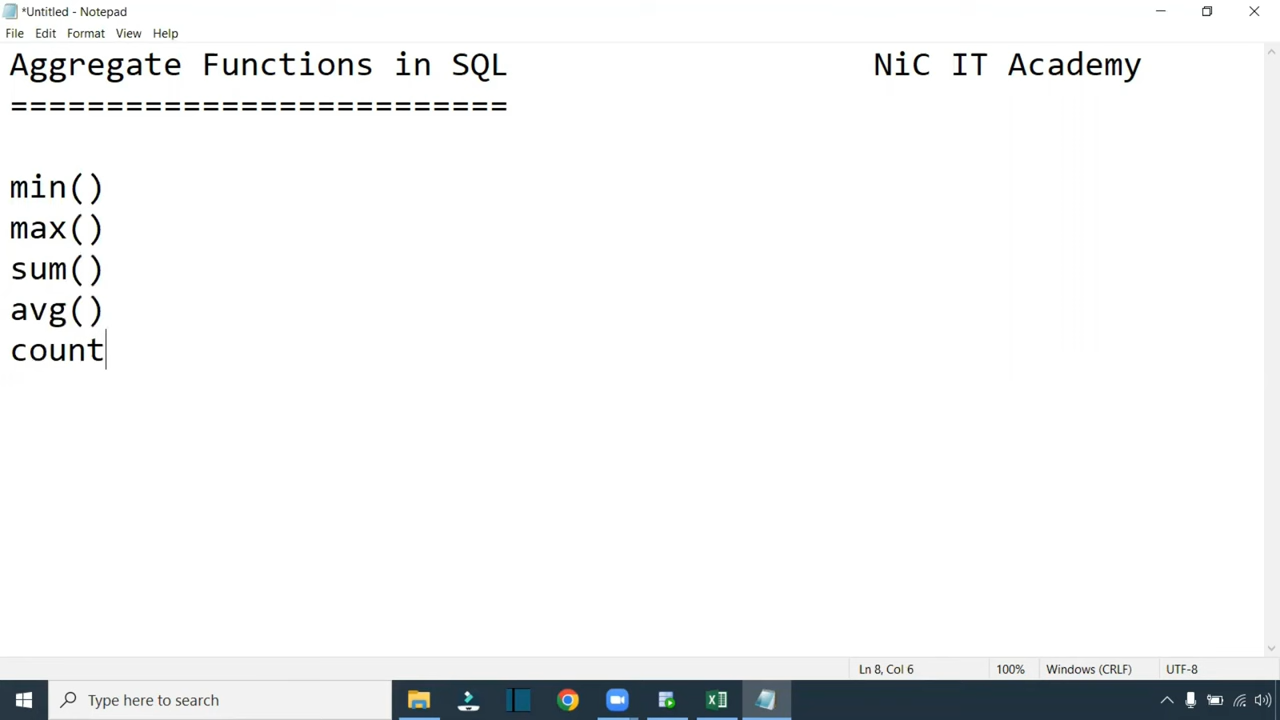 *Untitled - Notepad
File Edit Format View Help
Aggregate Functions in SQL NiC IT Academy
==========================
min()
max()
sum()
avg()
count
Ln 8, Col 6 100% Windows (CRLF) UTF-8
Type here to search